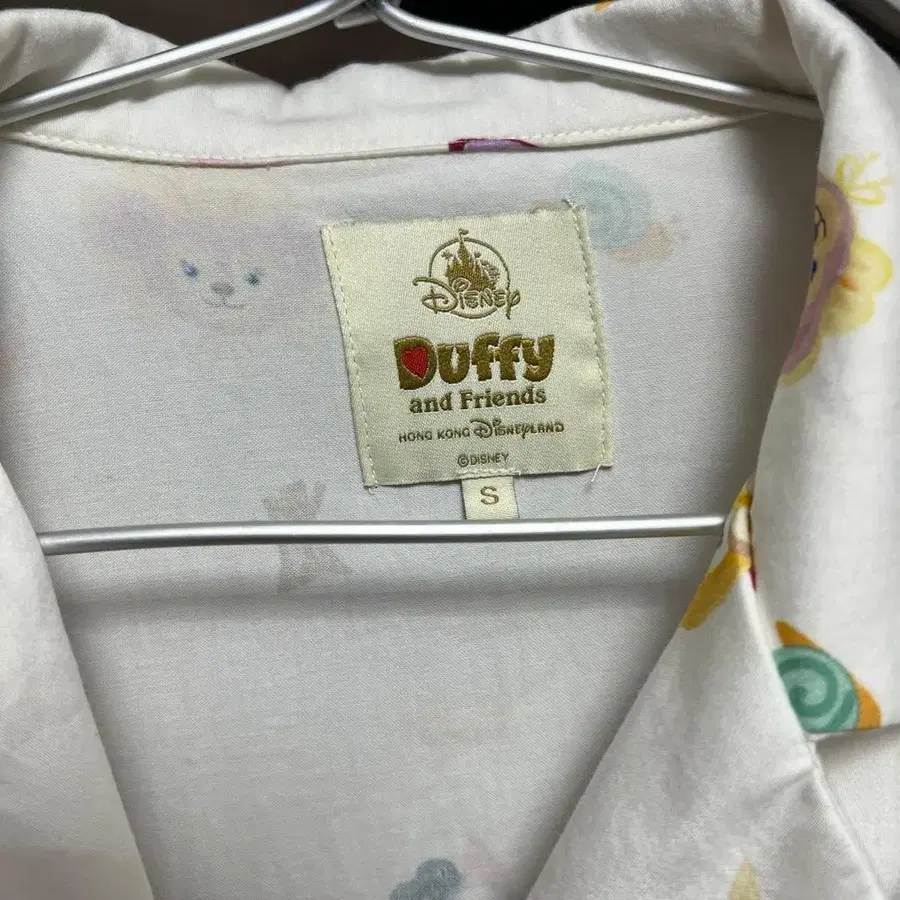 Disney
Duffy
and Friends
HONG KONG Disneyland
©DISNEY
S